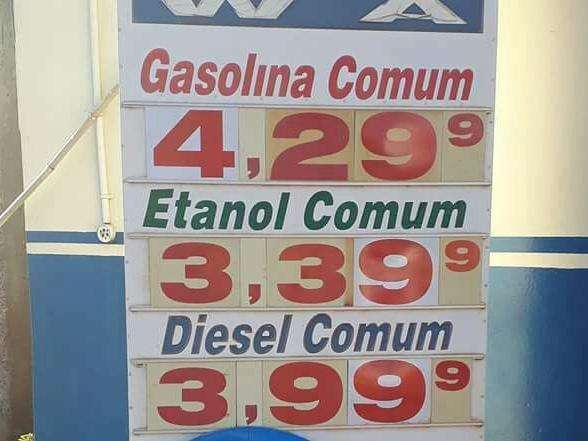 Gasolina Comum
4,299
Etanol Comum
3,399
Diesel Comum
3,999